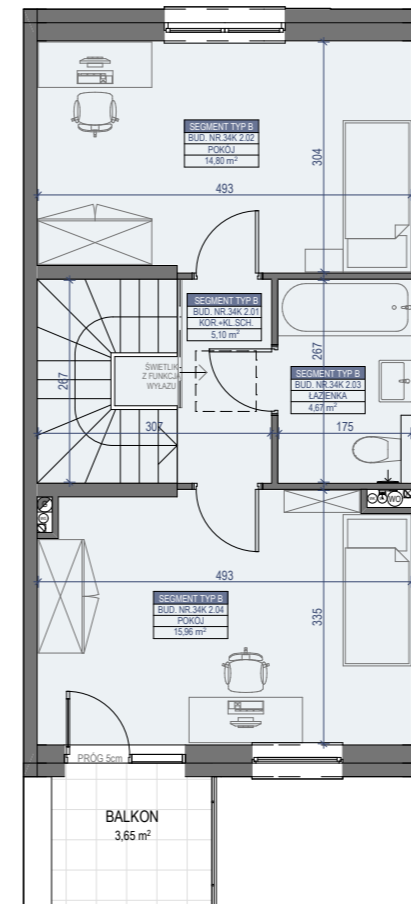 SEGMENT TYP B
BUD. NR.34K 2.02
POKÓJ
14,80 m²
304
493
SEGMENT TYP B
BUD. NR.34K 2.01
KOR.+KL.SCH.
5,10 m²
267
267
ŚWIETLIK
Z FUNKCJĄ
WYŁAZU
SEGMENT TYP B
BUD. NR.34K 2.03
ŁAZIENKA
4,67 m²
307
175
WO
493
SEGMENT TYP B
BUD. NR.34K 2.04
POKÓJ
15,96 m²
335
PRÓG 5cm
BALKON
3,65 m²